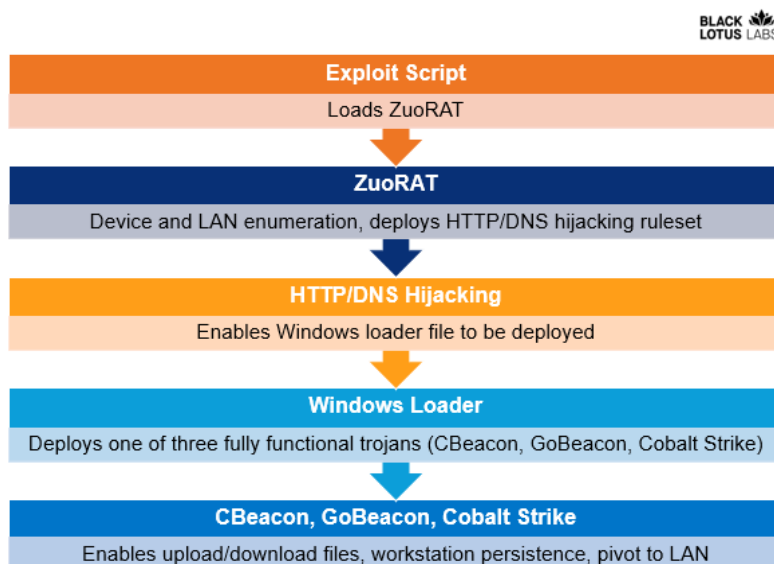 BLACK
LOTUS LABS
Exploit Script
Loads ZuoRAT
ZuoRAT
Device and LAN enumeration, deploys HTTP/DNS hijacking ruleset
HTTP/DNS Hijacking
Enables Windows loader file to be deployed
Windows Loader
Deploys one of three fully functional trojans (CBeacon, GoBeacon, Cobalt Strike)
CBeacon, GoBeacon, Cobalt Strike
Enables upload/download files, workstation persistence, pivot to LAN